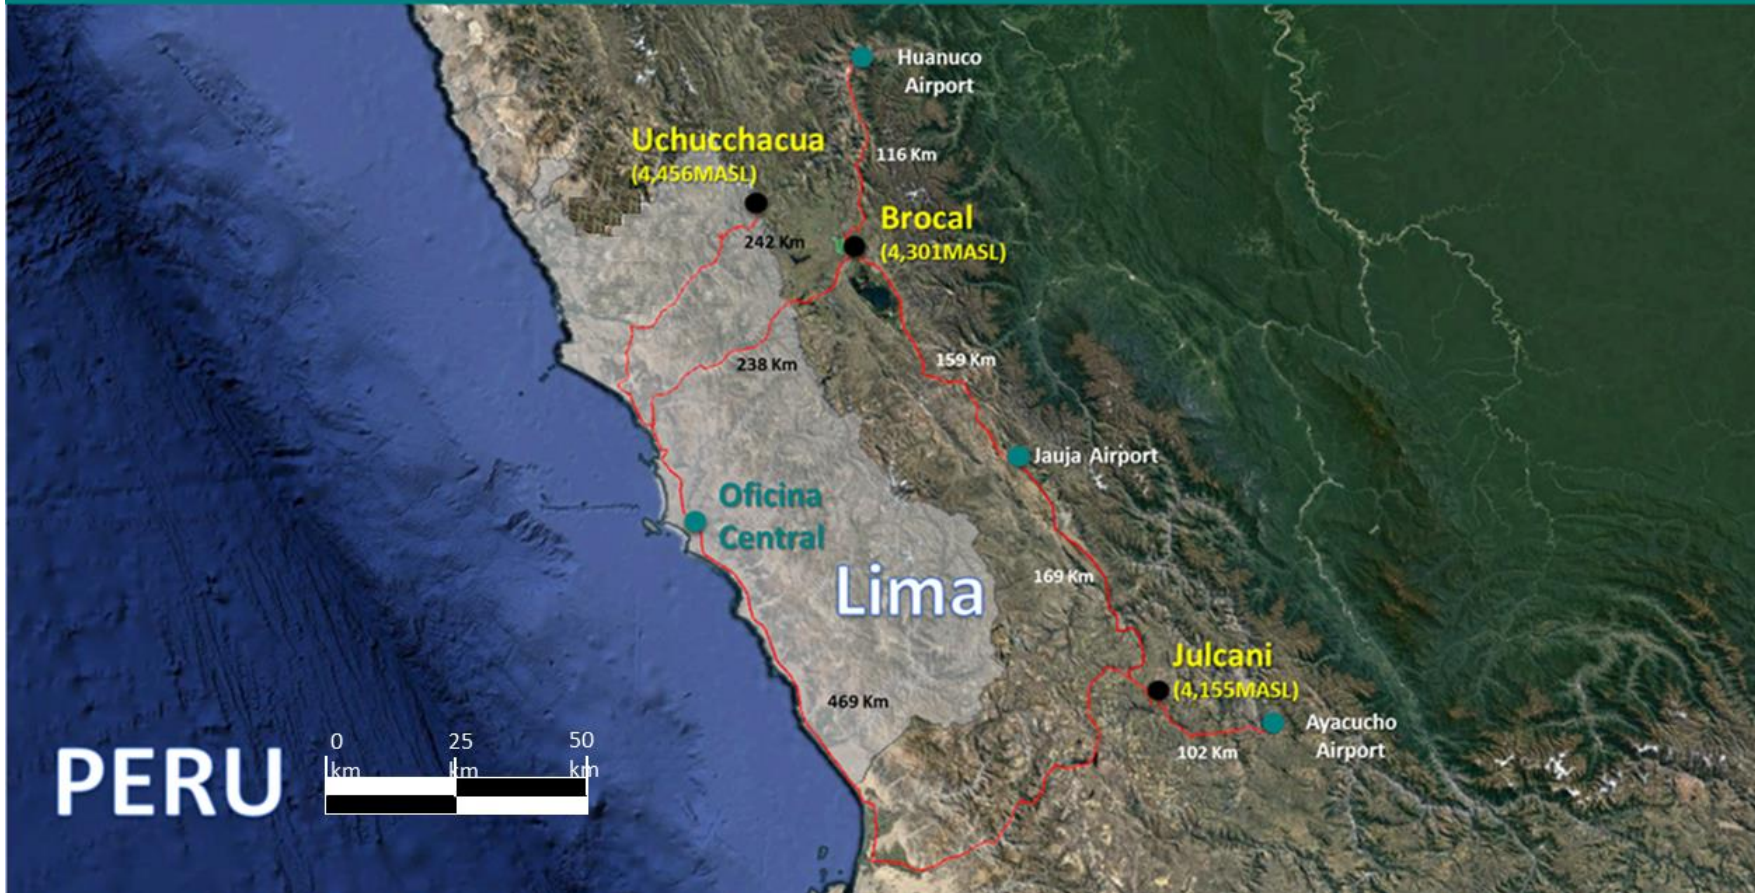 Huanuco
Airport
Uchucchacua
(4,456MASL)
116 Km
Brocal
(4,301MASL)
242 Km
238 Km
159 Km
Jauja Airport
Oficina
Central
Lima
169 Km
Julcani
(4,155MASL)
469 Km
Ayacucho
Airport
102 Km
PERU
0
km
25
km
50
km